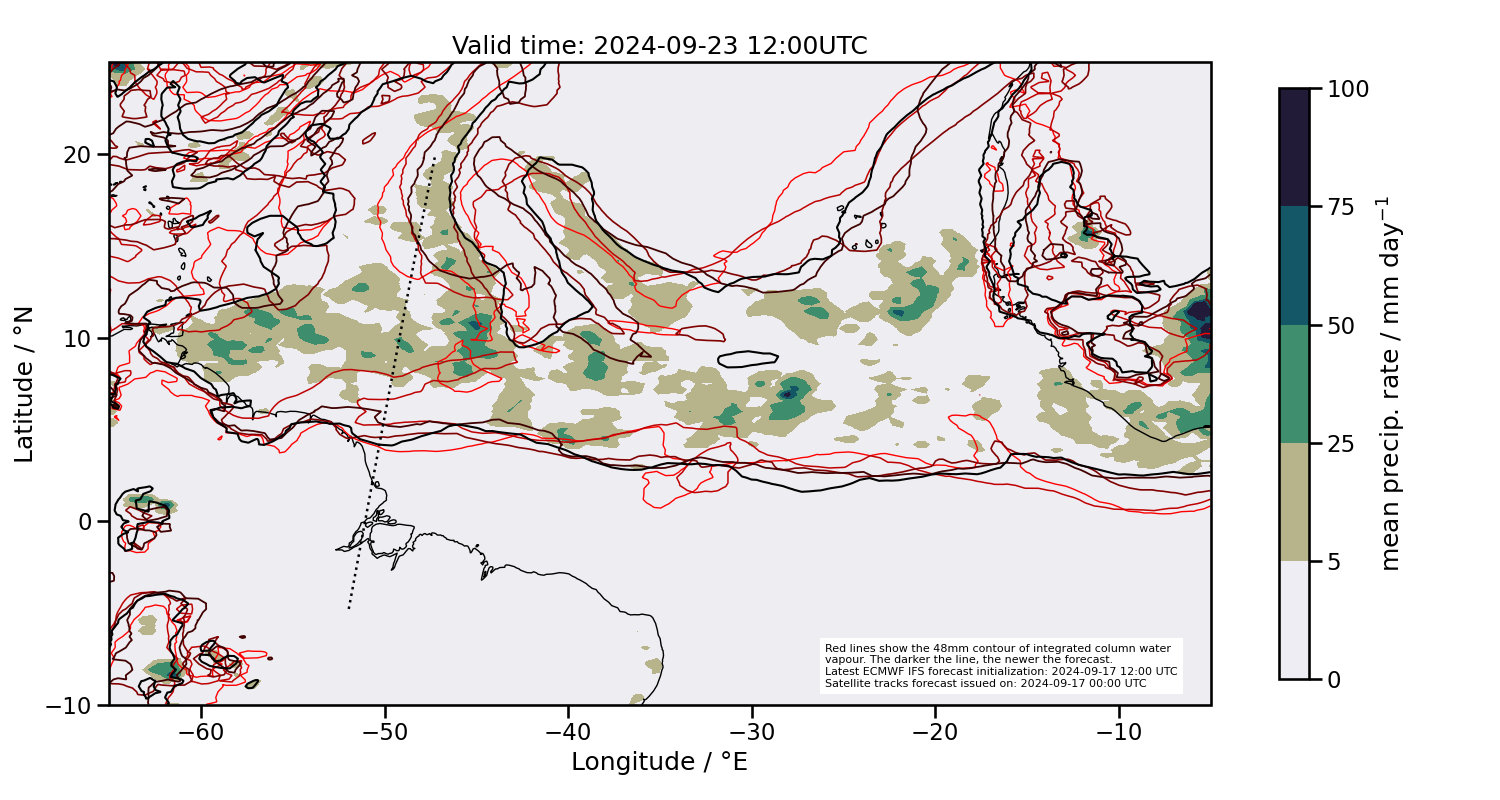 Valid time: 2024-09-23 12:00UTC
20
10
0
−10
Latitude / °N
−60
−50
−40
−30
−20
−10
Longitude / °E
Red lines show the 48mm contour of integrated column water
vapour. The darker the line, the newer the forecast.
Latest ECMWF IFS forecast initialization: 2024-09-17 12:00 UTC
Satellite tracks forecast issued on: 2024-09-17 00:00 UTC
100
75
50
25
5
0
mean precip. rate / mm day⁻¹